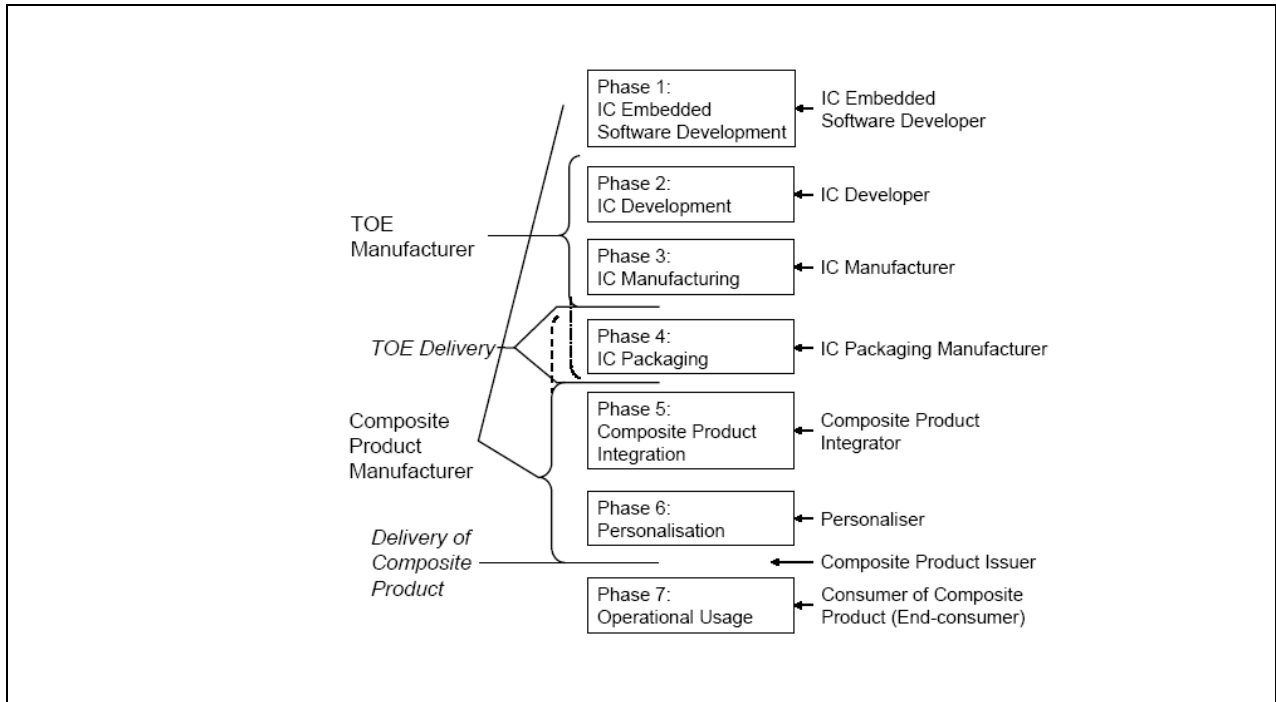 Phase 1:
IC Embedded
Software Development
IC Embedded
Software Developer
Phase 2:
IC Development
IC Developer
TOE
Manufacturer
Phase 3:
IC Manufacturing
IC Manufacturer
TOE Delivery
Phase 4:
IC Packaging
IC Packaging Manufacturer
Composite
Product
Manufacturer
Phase 5:
Composite Product
Integration
Composite Product
Integrator
Phase 6:
Personalisation
Personaliser
Delivery of
Composite
Product
Composite Product Issuer
Phase 7:
Operational Usage
Consumer of Composite
Product (End-consumer)